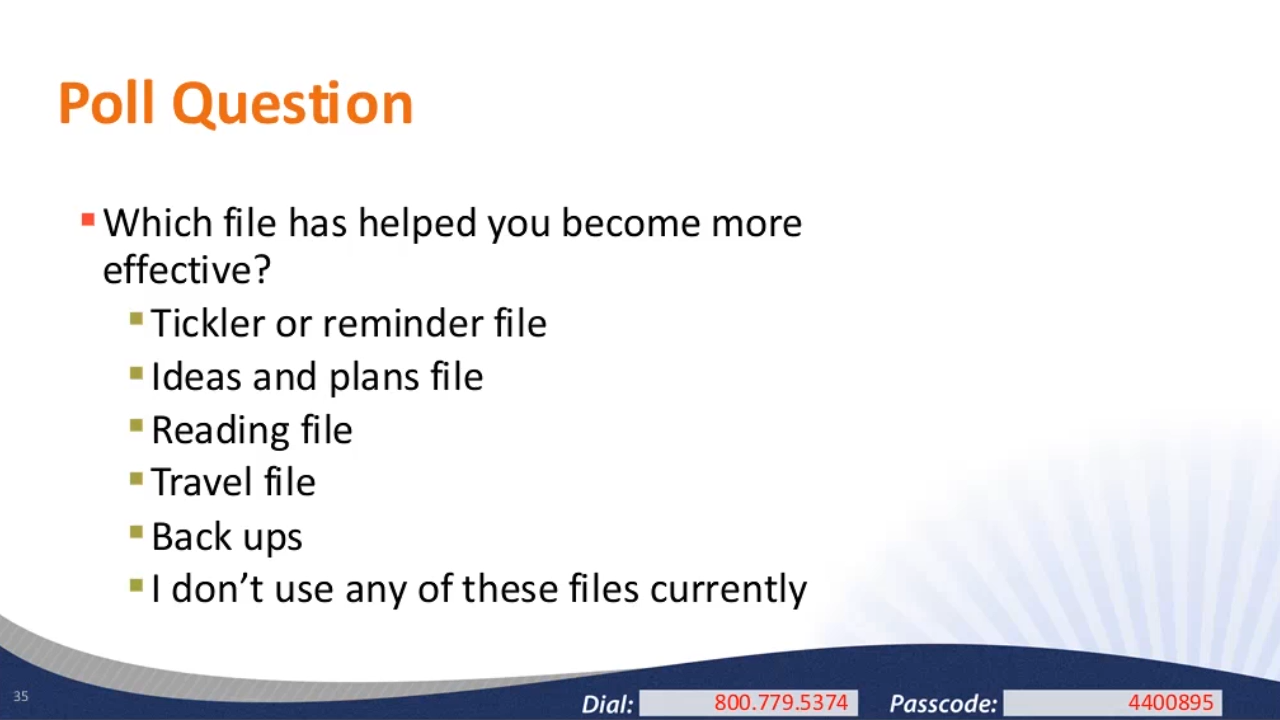 Poll Question
Which file has helped you become more
effective?
Tickler or reminder file
Ideas and plans file
Reading file
Travel file
Back ups
I don’t use any of these files currently
35
Dial: 800.779.5374 Passcode: 4400895